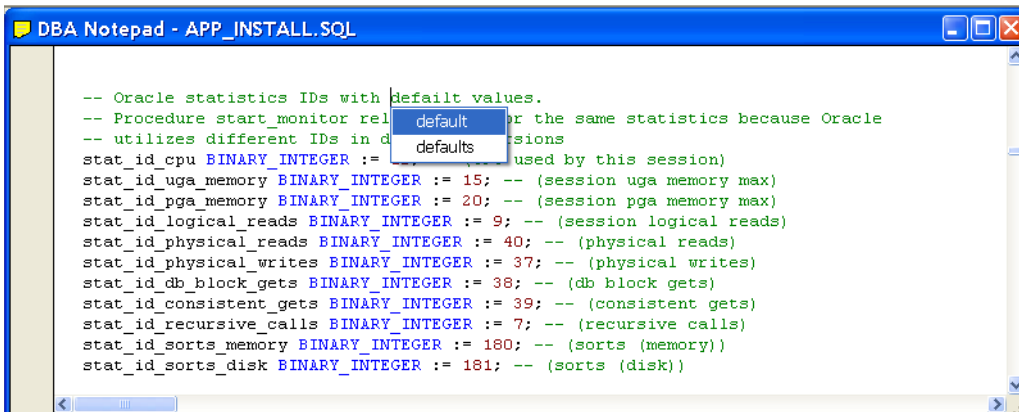 DBA Notepad - APP_INSTALL.SQL
-- Oracle statistics IDs with defailt values.
-- Procedure start_monitor rel or the same statistics because Oracle
-- utilizes different IDs in d rsions
default
defaults
stat_id_cpu BINARY_INTEGER := used by this session)
stat_id_uga_memory BINARY_INTEGER := 15; -- (session uga memory max)
stat_id_pga_memory BINARY_INTEGER := 20; -- (session pga memory max)
stat_id_logical_reads BINARY_INTEGER := 9; -- (session logical reads)
stat_id_physical_reads BINARY_INTEGER := 40; -- (physical reads)
stat_id_physical_writes BINARY_INTEGER := 37; -- (physical writes)
stat_id_db_block_gets BINARY_INTEGER := 38; -- (db block gets)
stat_id_consistent_gets BINARY_INTEGER := 39; -- (consistent gets)
stat_id_recursive_calls BINARY_INTEGER := 7; -- (recursive calls)
stat_id_sorts_memory BINARY_INTEGER := 180; -- (sorts (memory))
stat_id_sorts_disk BINARY_INTEGER := 181; -- (sorts (disk))